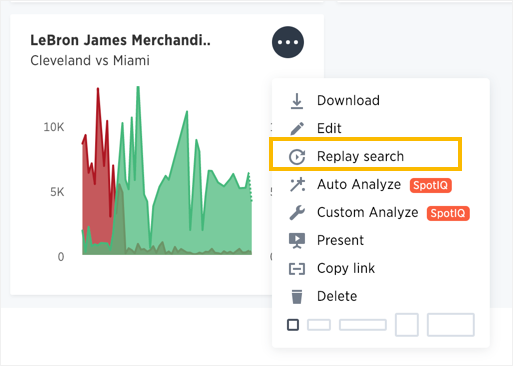 LeBron James Merchandi..
Cleveland vs Miami
10K
5K
0
Download
Edit
Replay search
Auto Analyze SpotIQ
Custom Analyze SpotIQ
Present
Copy link
Delete